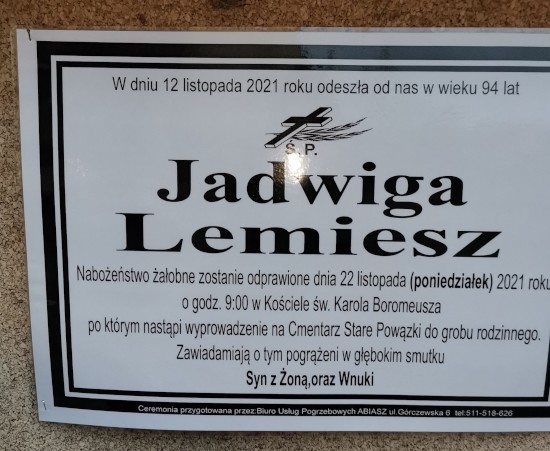 W dniu 12 listopada 2021 roku odeszła od nas w wieku 94 lat
Ś.P.
Jadwiga
Lemiesz
Nabożeństwo żałobne zostanie odprawione dnia 22 listopada (poniedziałek) 2021 roku
o godz. 9:00 w Kościele św. Karola Boromeusza
po którym nastąpi wyprowadzenie na Cmentarz Stare Powązki do grobu rodzinnego.
Zawiadamiają o tym pogrążeni w głębokim smutku
Syn z Żoną,oraz Wnuki
Ceremonia przygotowana przez:Biuro Usług Pogrzebowych ABIASZ ul.Górczewska 6 tel:511-518-626